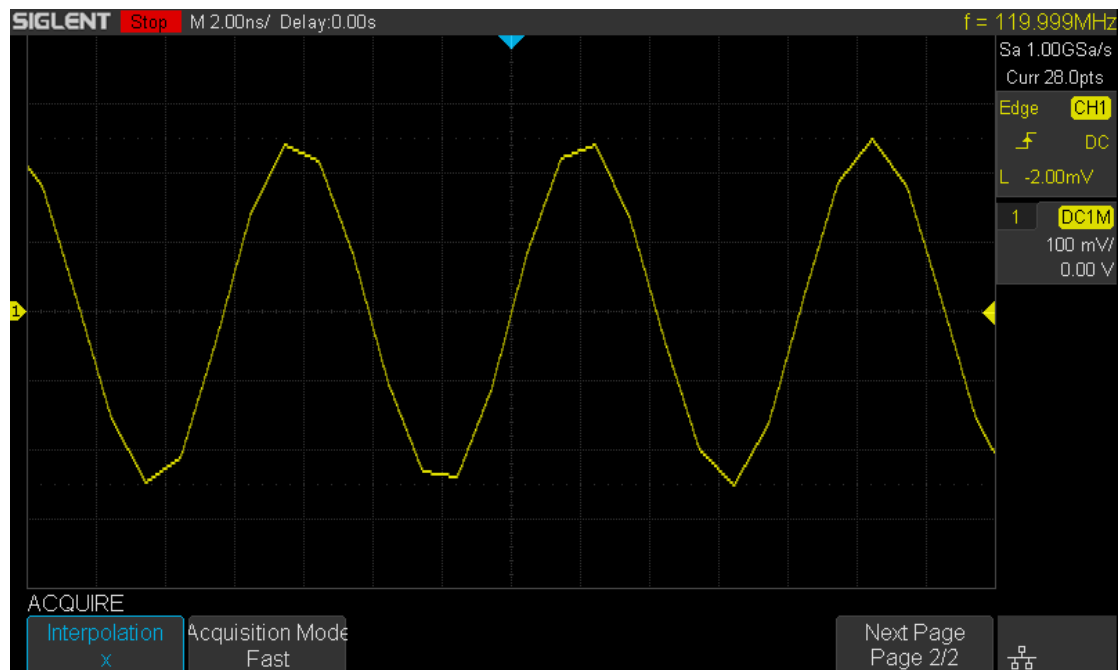 SIGLENT Stop M 2.00ns/ Delay:0.00s f = 119.999MHz
Sa 1.00GSa/s
Curr 28.0pts
Edge CH1
DC
L -2.00mV
1 DC1M
100 mV/
0.00 V
1
ACQUIRE
Interpolation
x
Acquisition Mode
Fast
Next Page
Page 2/2